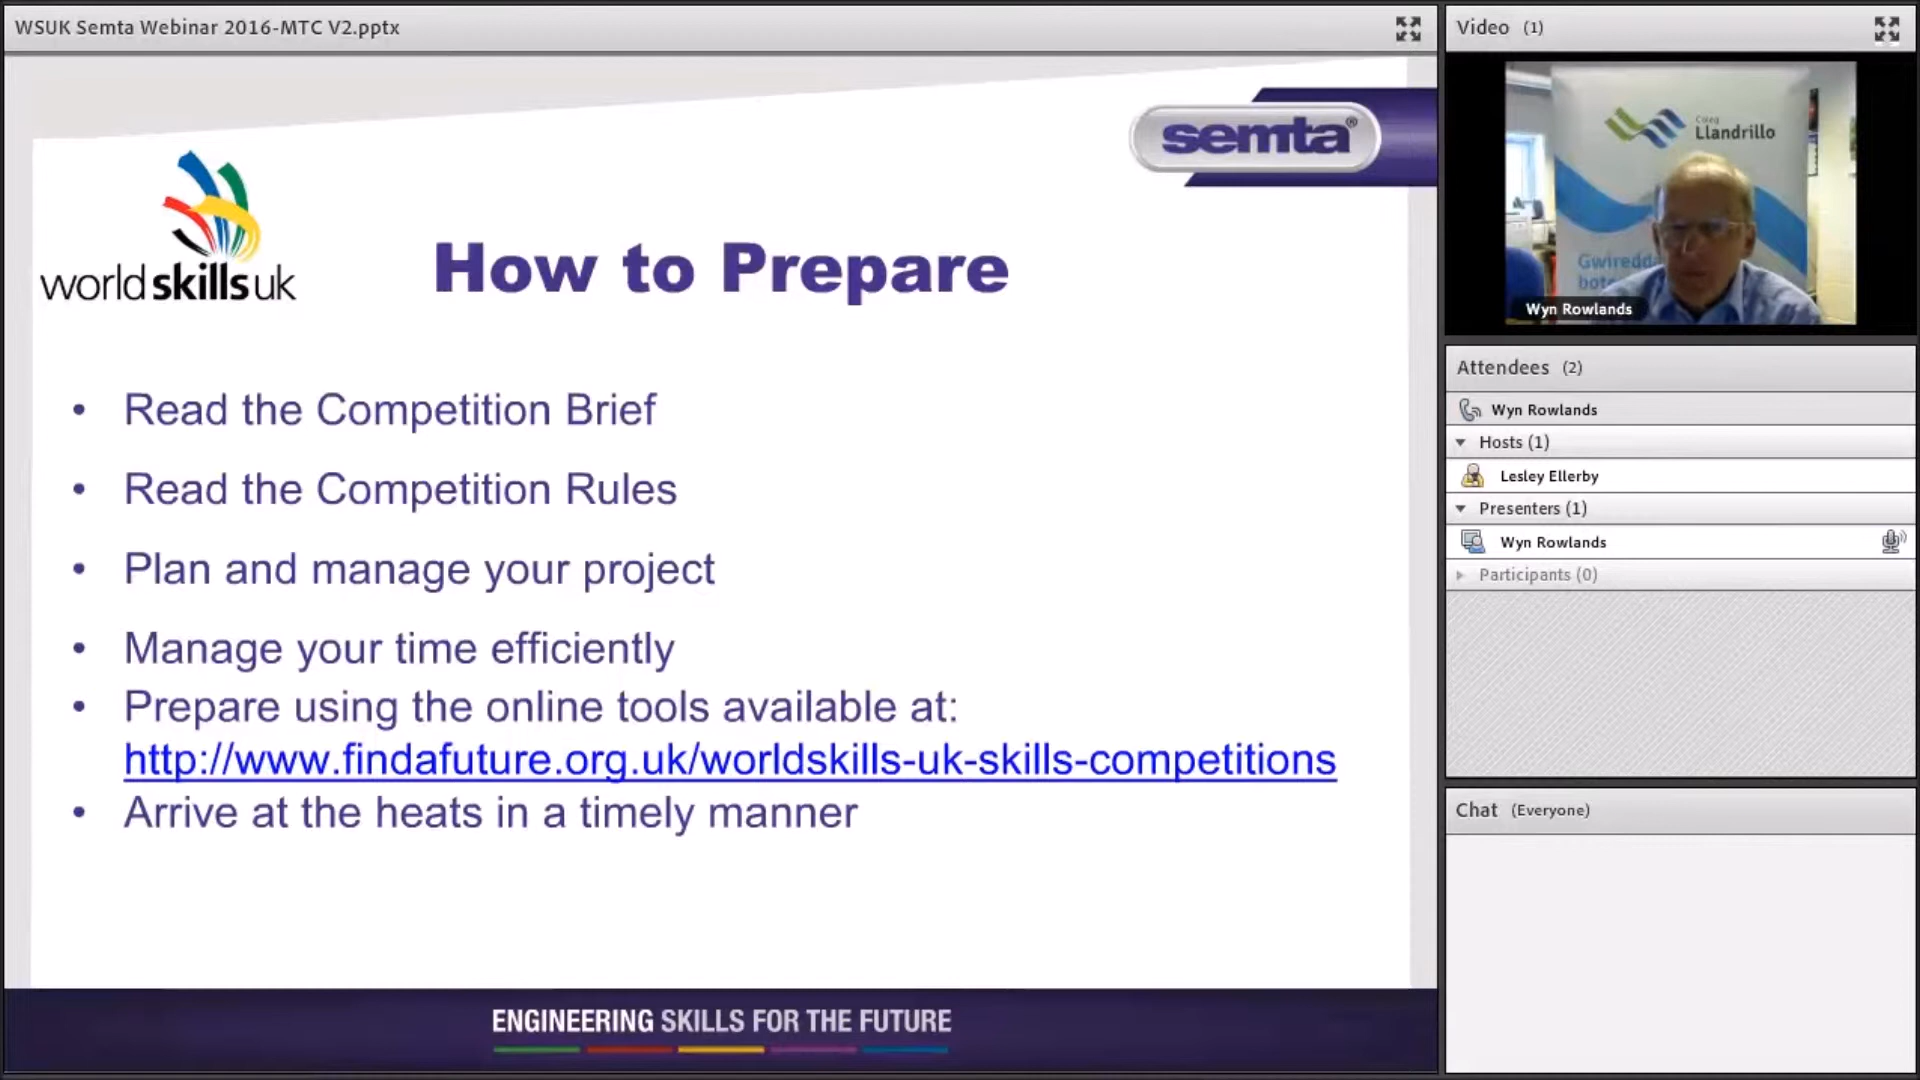 WSUK Semta Webinar 2016-MTC V2.pptx
semta®
worldskillsuk
How to Prepare
• Read the Competition Brief
• Read the Competition Rules
• Plan and manage your project
• Manage your time efficiently
• Prepare using the online tools available at:
http://www.findafuture.org.uk/worldskills-uk-skills-competitions
• Arrive at the heats in a timely manner
ENGINEERING SKILLS FOR THE FUTURE
Video (1)
Coleg
Llandrillo
Wyn Rowlands
Attendees (2)
Wyn Rowlands
Hosts (1)
Lesley Ellerby
Presenters (1)
Wyn Rowlands
Participants (0)
Chat (Everyone)